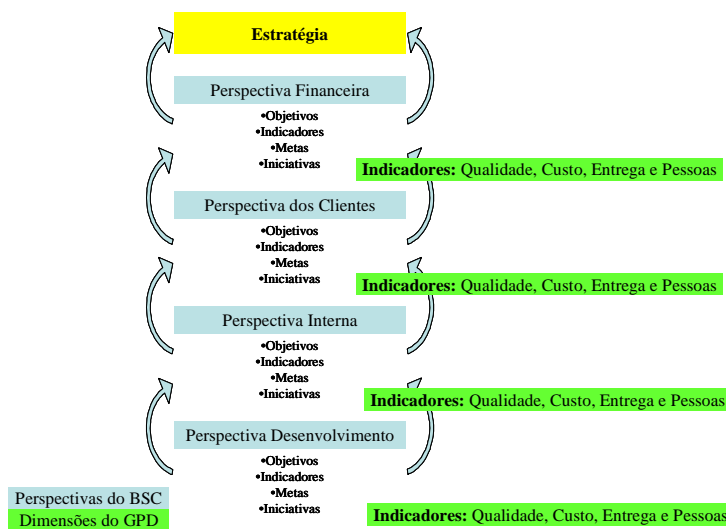 Estratégia
Perspectiva Financeira
•Objetivos
•Indicadores
•Metas
•Iniciativas
Indicadores: Qualidade, Custo, Entrega e Pessoas
Perspectiva dos Clientes
•Objetivos
•Indicadores
•Metas
•Iniciativas
Indicadores: Qualidade, Custo, Entrega e Pessoas
Perspectiva Interna
•Objetivos
•Indicadores
•Metas
•Iniciativas
Indicadores: Qualidade, Custo, Entrega e Pessoas
Perspectiva Desenvolvimento
•Objetivos
•Indicadores
•Metas
•Iniciativas
Indicadores: Qualidade, Custo, Entrega e Pessoas
Perspectivas do BSC
Dimensões do GPD